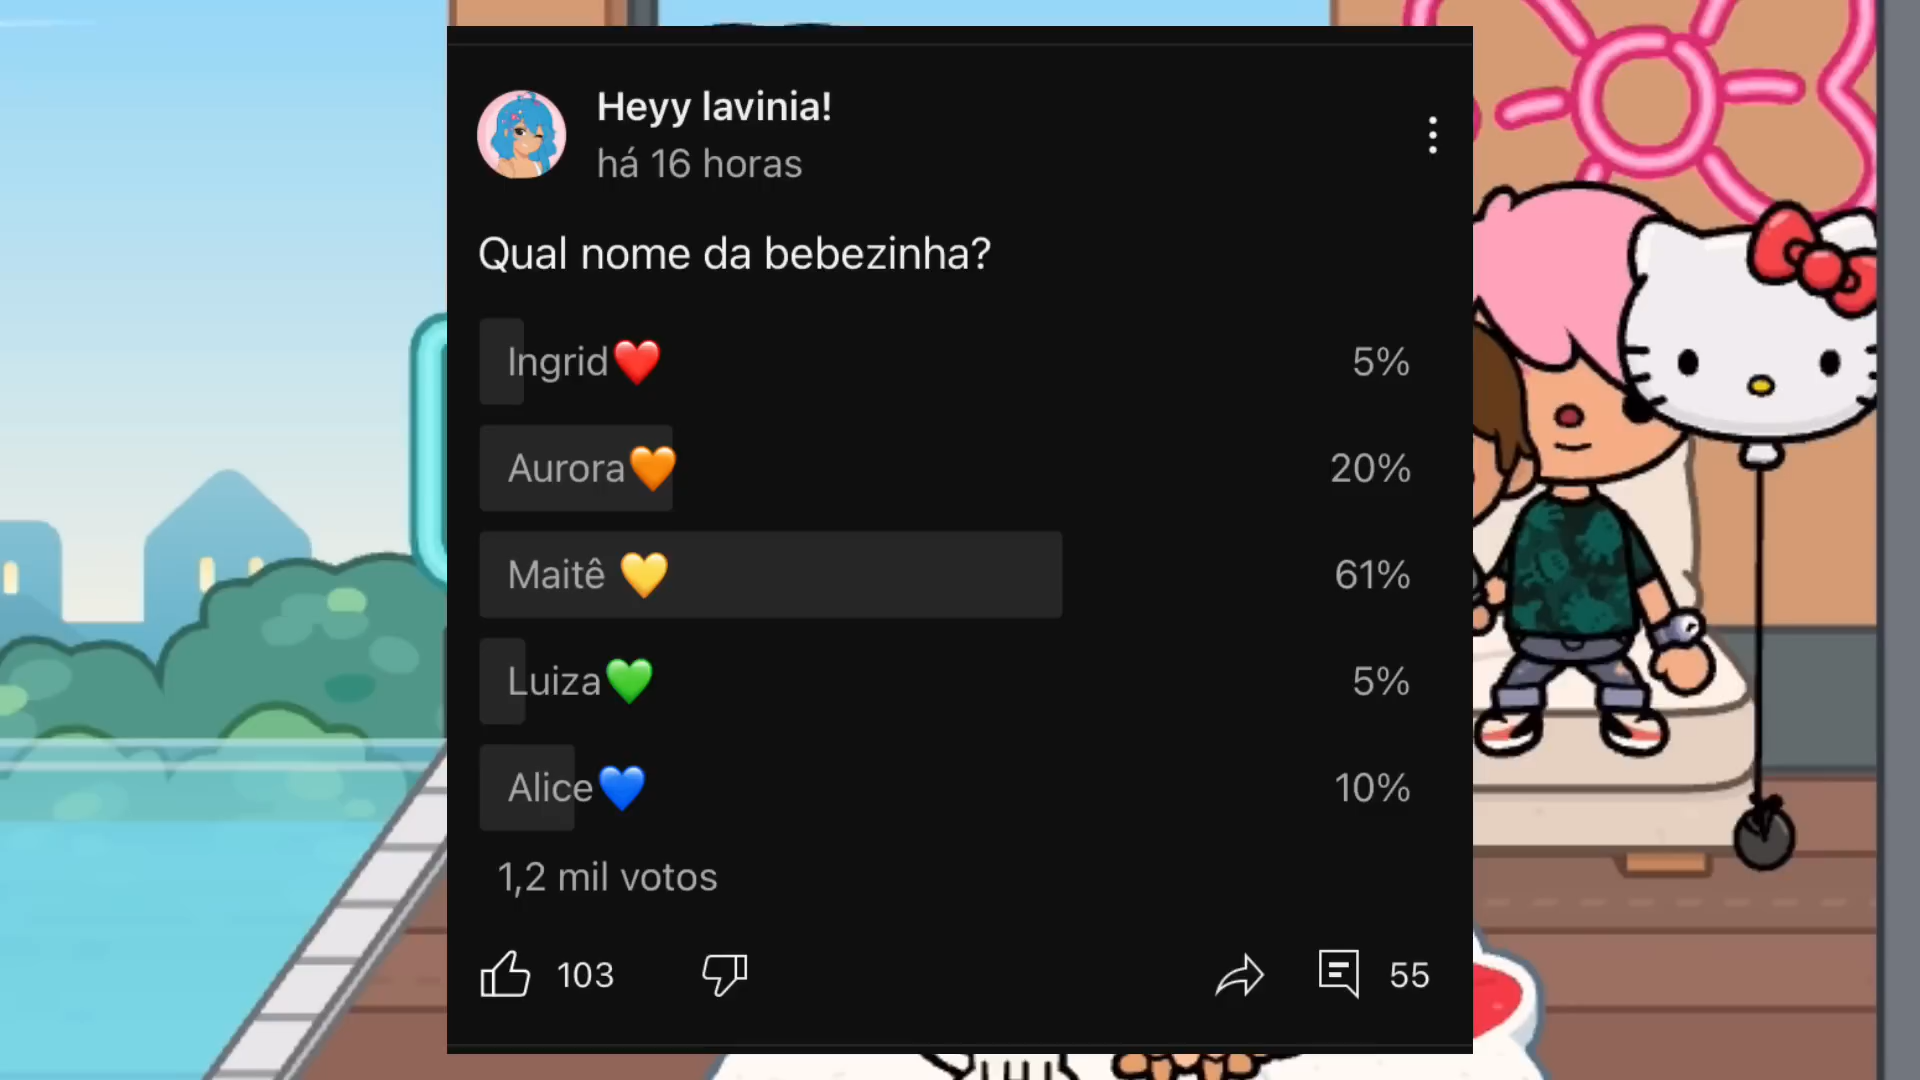 Heyy lavinia!
há 16 horas
Qual nome da bebezinha?
Ingrid❤️ 5%
Aurora🧡 20%
Maitê 💛 61%
Luiza💚 5%
Alice💙 10%
1,2 mil votos
103 55